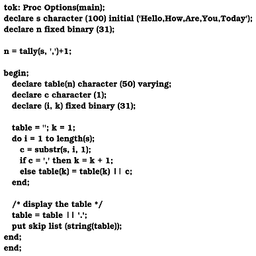 tok: Proc Options(main);
declare s character (100) initial ('Hello,How,Are,You,Today');
declare n fixed binary (31);
n = tally(s, ',')+1;
begin;
declare table(n) character (50) varying;
declare c character (1);
declare (i, k) fixed binary (31);
table = ''; k = 1;
do i = 1 to length(s);
c = substr(s, i, 1);
if c = ',' then k = k + 1;
else table(k) = table(k) || c;
end;
/* display the table */
table = table || '.';
put skip list (string(table));
end;
end;